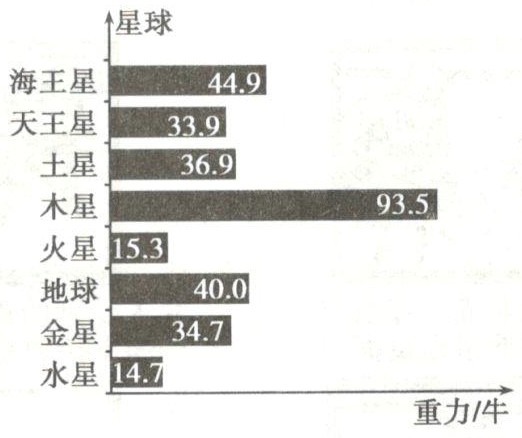 星球
海王星 44.9
天王星 33.9
土星 36.9
木星 93.5
火星 15.3
地球 40.0
金星 34.7
水星 14.7
重力/牛